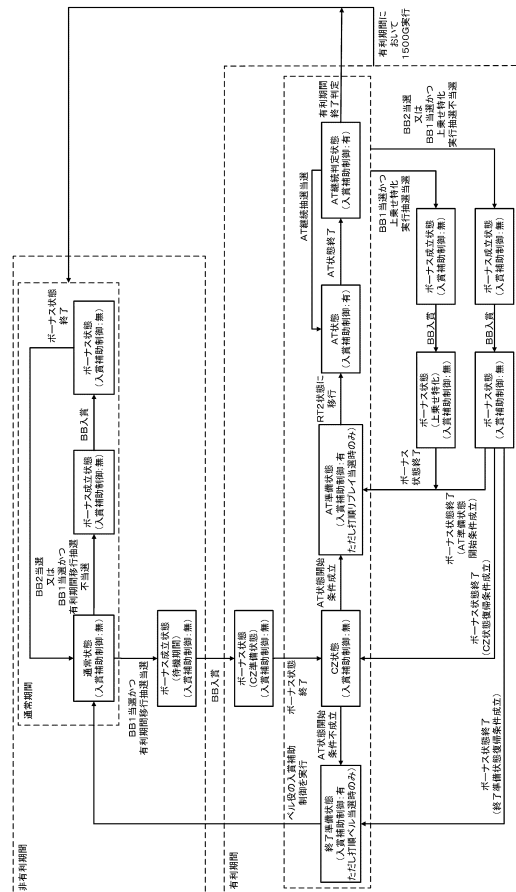 非有利期間
通常期間
通常状態
(入賞補助制御:無)
BB2当選
又は
BB1当選かつ
有利期間移行抽選
不当選
ボーナス成立状態
(入賞補助制御:無)
BB入賞
ボーナス状態
(入賞補助制御:無)
ボーナス状態
終了
BB1当選かつ
有利期間移行抽選当選
ボーナス成立状態
(待機期間)
(入賞補助制御:無)
BB入賞
有利期間
ボーナス状態
(CZ準備状態)
(入賞補助制御:無)
ボーナス状態
終了
ベル役の入賞補助
制御を実行
終了準備状態
(入賞補助制御:有
ただし打順ベル当選時のみ)
AT状態開始
条件不成立
CZ状態
(入賞補助制御:無)
AT状態開始
条件成立
AT準備状態
(入賞補助制御:有
ただし打順リプレイ当選時のみ)
RT2状態に
移行
AT状態
(入賞補助制御:有)
AT状態終了
AT継続抽選当選
AT継続判定状態
(入賞補助制御:有)
有利期間
終了判定
有利期間に
おいて
1500G実行
BB1当選かつ
上乗せ特化
実行抽選当選
BB2当選
又は
BB1当選かつ
上乗せ特化
実行抽選不当選
ボーナス成立状態
(入賞補助制御:無)
BB入賞
ボーナス状態
(上乗せ特化)
(入賞補助制御:無)
ボーナス
状態終了
ボーナス成立状態
(入賞補助制御:無)
BB入賞
ボーナス状態
(入賞補助制御:無)
ボーナス状態終了
(AT準備状態
開始条件成立)
ボーナス状態終了
(CZ状態復帰条件成立)
ボーナス状態終了
(終了準備状態復帰条件成立)